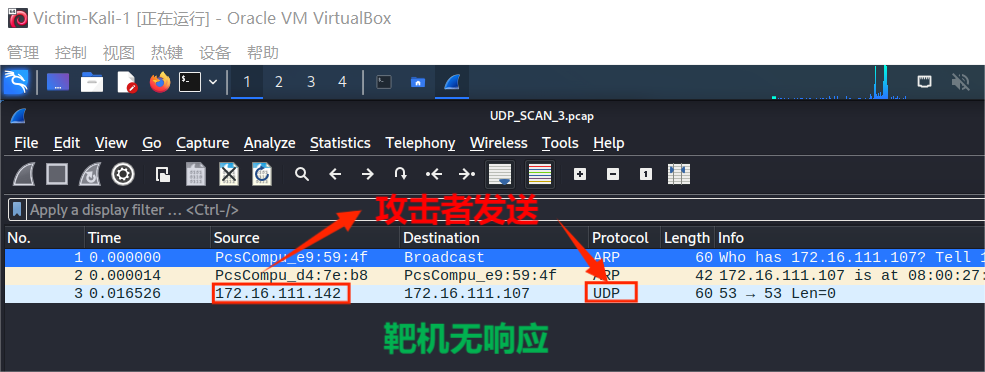 Victim-Kali-1 [正在运行] - Oracle VM VirtualBox
管理 控制 视图 热键 设备 帮助
1 2 3 4
UDP_SCAN_3.pcap
File Edit View Go Capture Analyze Statistics Telephony Wireless Tools Help
Apply a display filter … <Ctrl-/>
攻击者发送
No. Time Source Destination Protocol Length Info
1 0.000000 PcsCompu_e9:59:4f Broadcast ARP 60 Who has 172.16.111.107? Tell 1
2 0.000014 PcsCompu_d4:7e:b8 PcsCompu_e9:59:4f ARP 42 172.16.111.107 is at 08:00:27:
3 0.016526 172.16.111.142 172.16.111.107 UDP 60 53 → 53 Len=0
靶机无响应